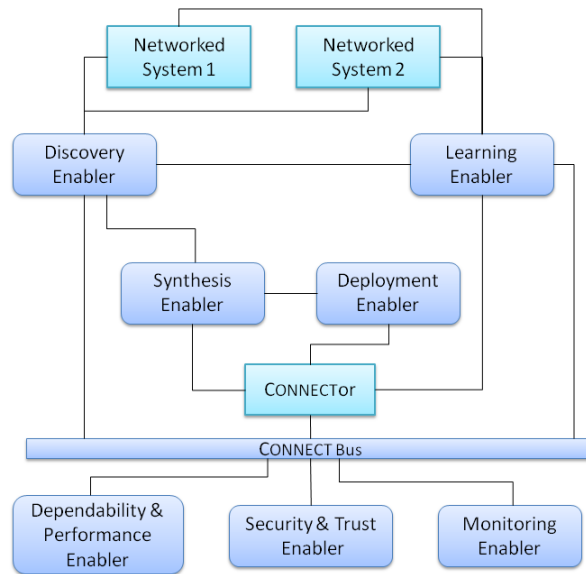 Networked
System 1
Networked
System 2
Discovery
Enabler
Learning
Enabler
Synthesis
Enabler
Deployment
Enabler
CONNECTor
CONNECT Bus
Dependability &
Performance
Enabler
Security & Trust
Enabler
Monitoring
Enabler